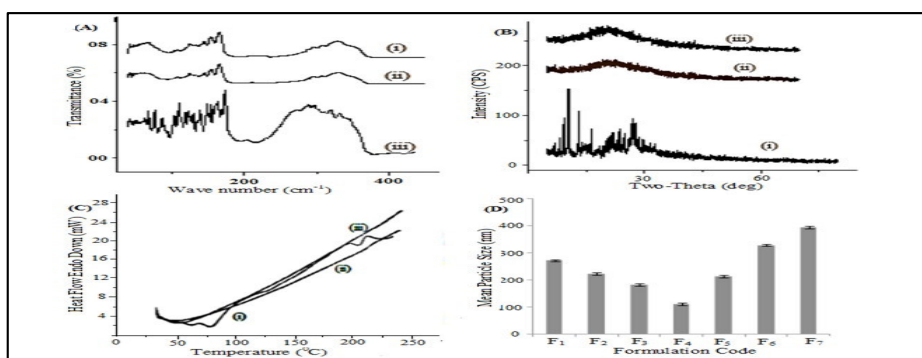 (A)
08
04
00
Transmittance (%)
(i)
(ii)
(iii)
200
400
Wave number (cm-1)
(B)
200
100
0
Intensity (CPS)
(iii)
ii
(i)
30
60
Two-Theta (deg)
(C)
28
24
20
16
12
8
4
Heat Flow Endo Down (mW)
(i)
0
50
100
150
200
250
Temperature (°C)
(D)
500
400
300
200
100
0
Mean Particle Size (nm)
F1 F2 F3 F4 F5 F6 F7
Formulation Code